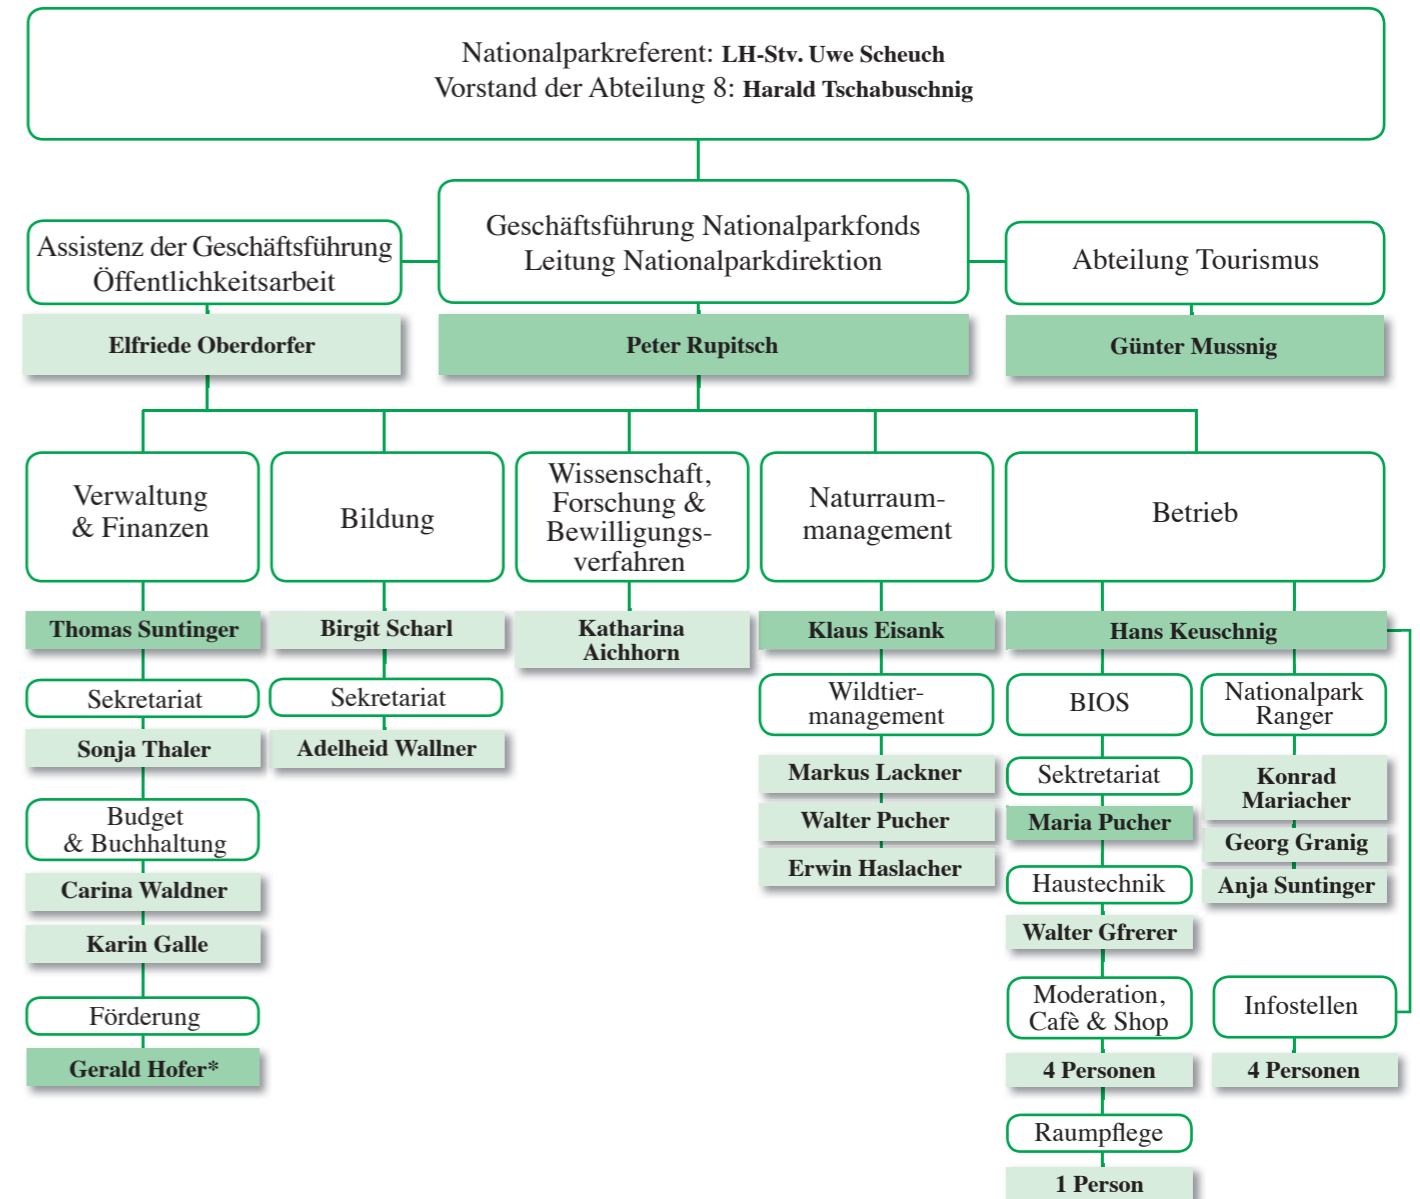 Nationalparkreferent: LH-Stv. Uwe Scheuch
Vorstand der Abteilung 8: Harald Tschabuschnig
Assistenz der Geschäftsführung
Öffentlichkeitsarbeit
Elfriede Oberdorfer
Geschäftsführung Nationalparkfonds
Leitung Nationalparkdirektion
Peter Rupitsch
Abteilung Tourismus
Günter Mussnig
Verwaltung
& Finanzen
Thomas Suntinger
Sekretariat
Sonja Thaler
Budget
& Buchhaltung
Carina Waldner
Karin Galle
Förderung
Gerald Hofer*
Bildung
Birgit Scharl
Sekretariat
Adelheid Wallner
Wissenschaft,
Forschung &
Bewilligungs-
verfahren
Katharina
Aichhorn
Naturraum-
management
Klaus Eisank
Wildtier-
management
Markus Lackner
Walter Pucher
Erwin Haslacher
Betrieb
Hans Keuschnig
BIOS
Sektretariat
Maria Pucher
Haustechnik
Walter Gfrerer
Moderation,
Cafè & Shop
4 Personen
Raumpflege
1 Person
Nationalpark
Ranger
Konrad
Mariacher
Georg Granig
Anja Suntinger
Infostellen
4 Personen